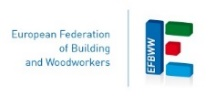 European Federation
of Building
and Woodworkers
EFBWW